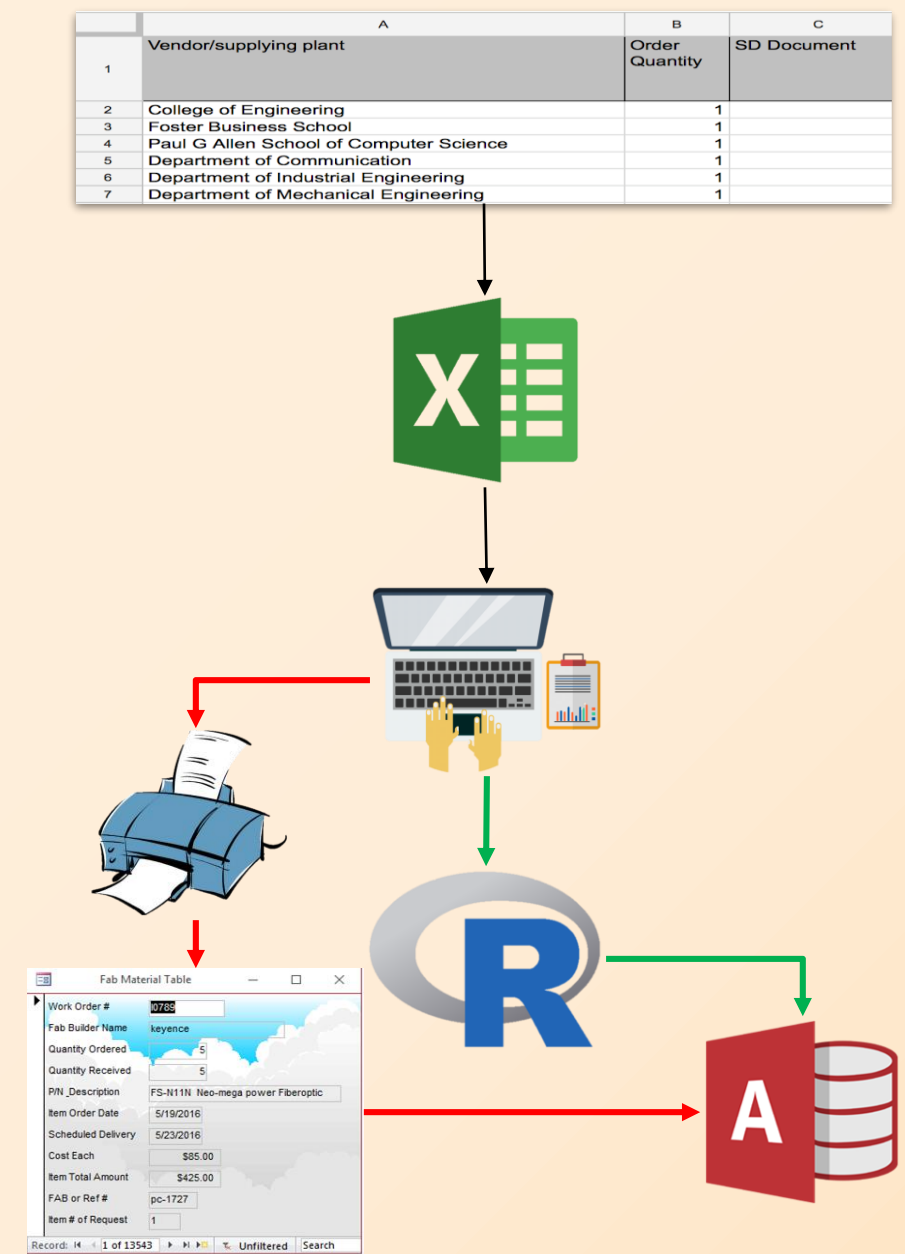 A B C
1 Vendor/supplying plant Order Quantity SD Document
2 College of Engineering 1
3 Foster Business School 1
4 Paul G Allen School of Computer Science 1
5 Department of Communication 1
6 Department of Industrial Engineering 1
7 Department of Mechanical Engineering 1
X
R
Fab Material Table
Work Order # I0789
Fab Builder Name keyence
Quantity Ordered 5
Quantity Received 5
P/N_Description FS-N11N Neo-mega power Fiberoptic
Item Order Date 5/19/2016
Scheduled Delivery 5/23/2016
Cost Each $85.00
Item Total Amount $425.00
FAB or Ref # pc-1727
Item # of Request 1
Record: 1 of 13543 Unfiltered Search
A